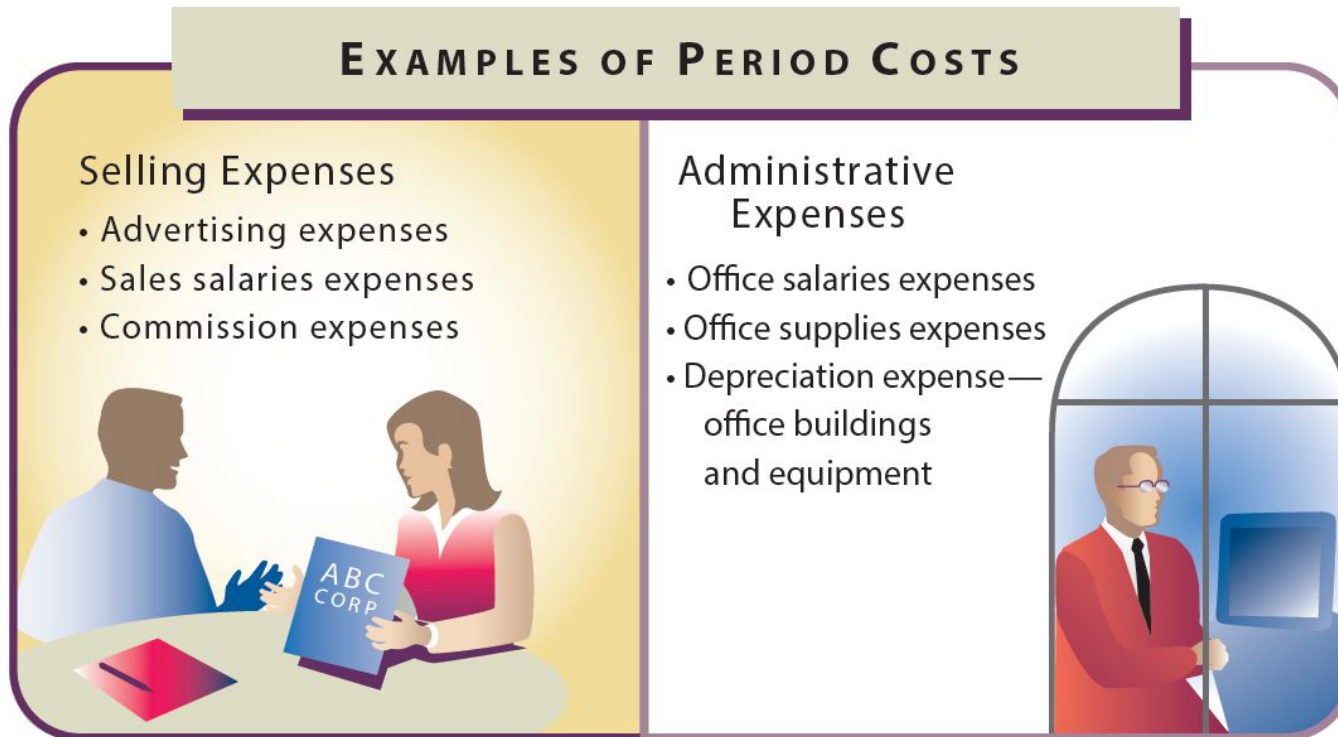 EXAMPLES OF PERIOD COSTS
Selling Expenses
• Advertising expenses
• Sales salaries expenses
• Commission expenses
ABC
CORP
Administrative
Expenses
• Office salaries expenses
• Office supplies expenses
• Depreciation expense—
office buildings
and equipment